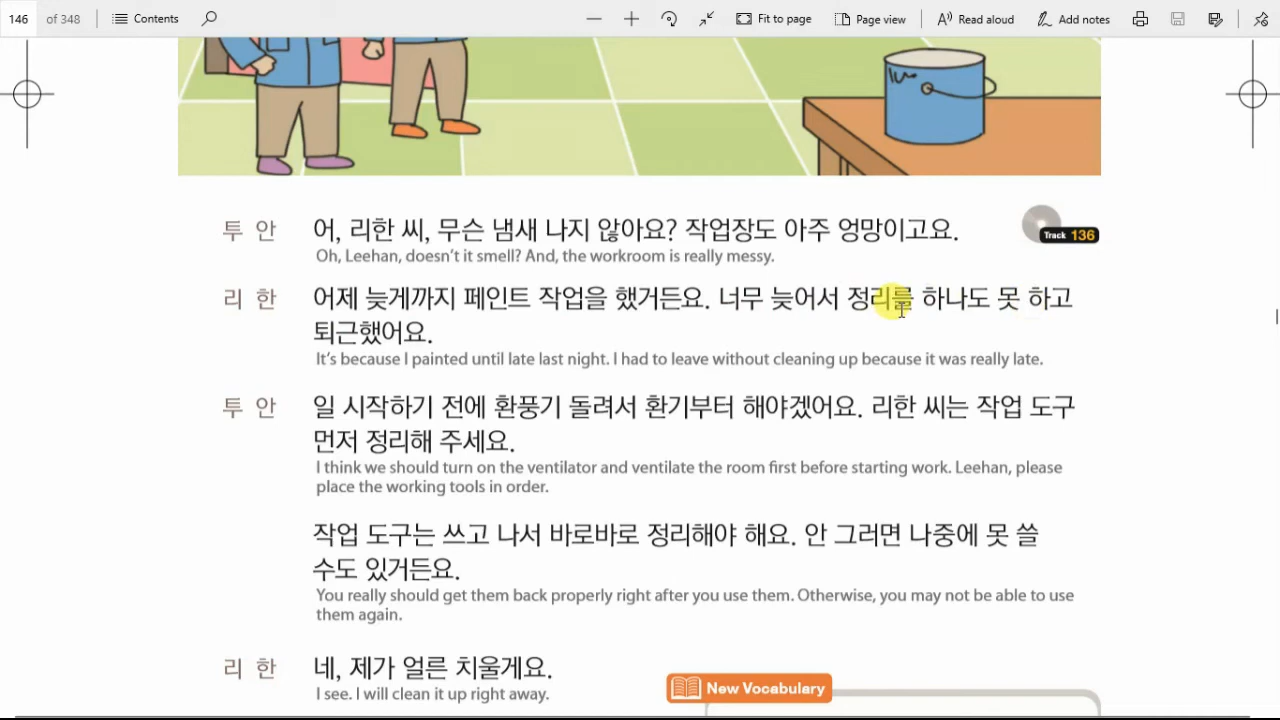 146 of 348 Contents Fit to page Page view Read aloud Add notes
투 안 어, 리한 씨, 무슨 냄새 나지 않아요? 작업장도 아주 엉망이고요.
Track 136
Oh, Leehan, doesn't it smell? And, the workroom is really messy.
리 한 어제 늦게까지 페인트 작업을 했거든요. 너무 늦어서 정리를 하나도 못 하고
퇴근했어요.
It's because I painted until late last night. I had to leave without cleaning up because it was really late.
투 안 일 시작하기 전에 환풍기 돌려서 환기부터 해야겠어요. 리한 씨는 작업 도구
먼저 정리해 주세요.
I think we should turn on the ventilator and ventilate the room first before starting work. Leehan, please
place the working tools in order.
작업 도구는 쓰고 나서 바로바로 정리해야 해요. 안 그러면 나중에 못 쓸
수도 있거든요.
You really should get them back properly right after you use them. Otherwise, you may not be able to use
them again.
리 한 네, 제가 얼른 치울게요.
I see. I will clean it up right away.
New Vocabulary